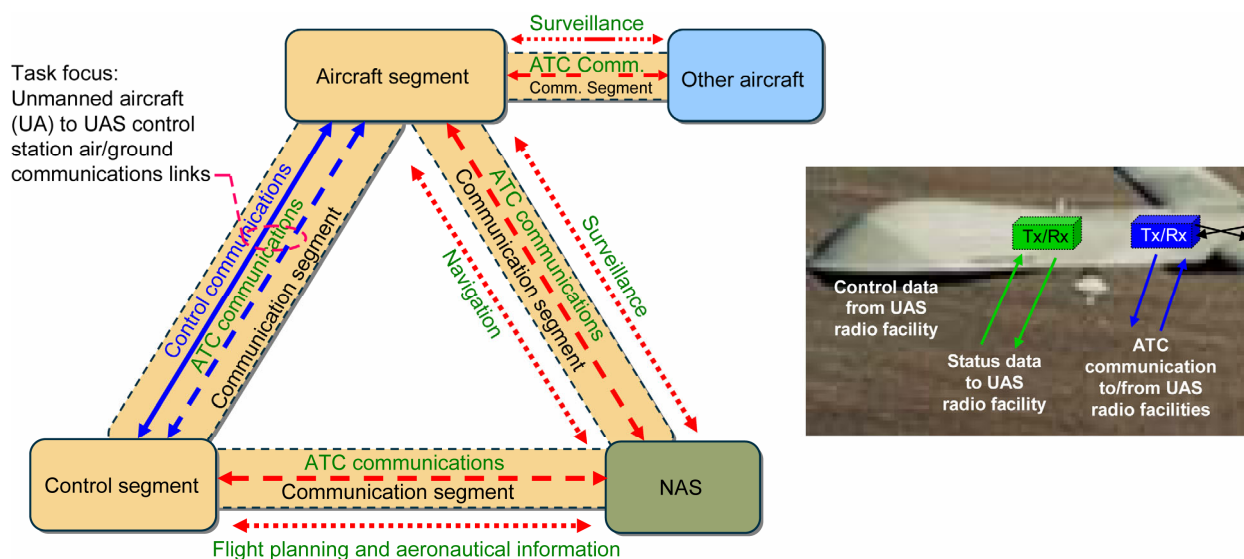 Surveillance
Task focus:
Unmanned aircraft
(UA) to UAS control
station air/ground
communications links
Aircraft segment
ATC Comm.
Comm. Segment
Other aircraft
Control communications
ATC communications
Communication segment
ATC communications
Communication segment
Navigation
Surveillance
Control segment
ATC communications
Communication segment
NAS
Flight planning and aeronautical information
Tx/Rx
Tx/Rx
Control data
from UAS
radio facility
Status data
to UAS
radio facility
ATC
communication
to/from UAS
radio facilities